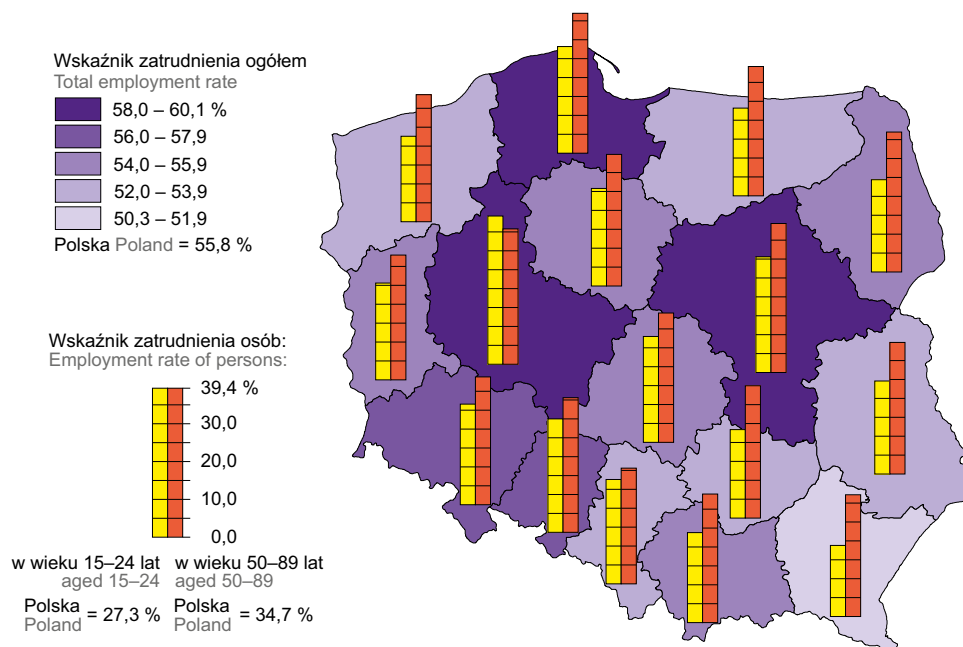 Wskaźnik zatrudnienia ogółem
Total employment rate
58,0 – 60,1 %
56,0 – 57,9
54,0 – 55,9
52,0 – 53,9
50,3 – 51,9
Polska Poland = 55,8 %
Wskaźnik zatrudnienia osób:
Employment rate of persons:
39,4 %
30,0
20,0
10,0
0,0
w wieku 15–24 lat w wieku 50–89 lat
aged 15–24 aged 50–89
Polska Poland = 27,3 % Polska Poland = 34,7 %